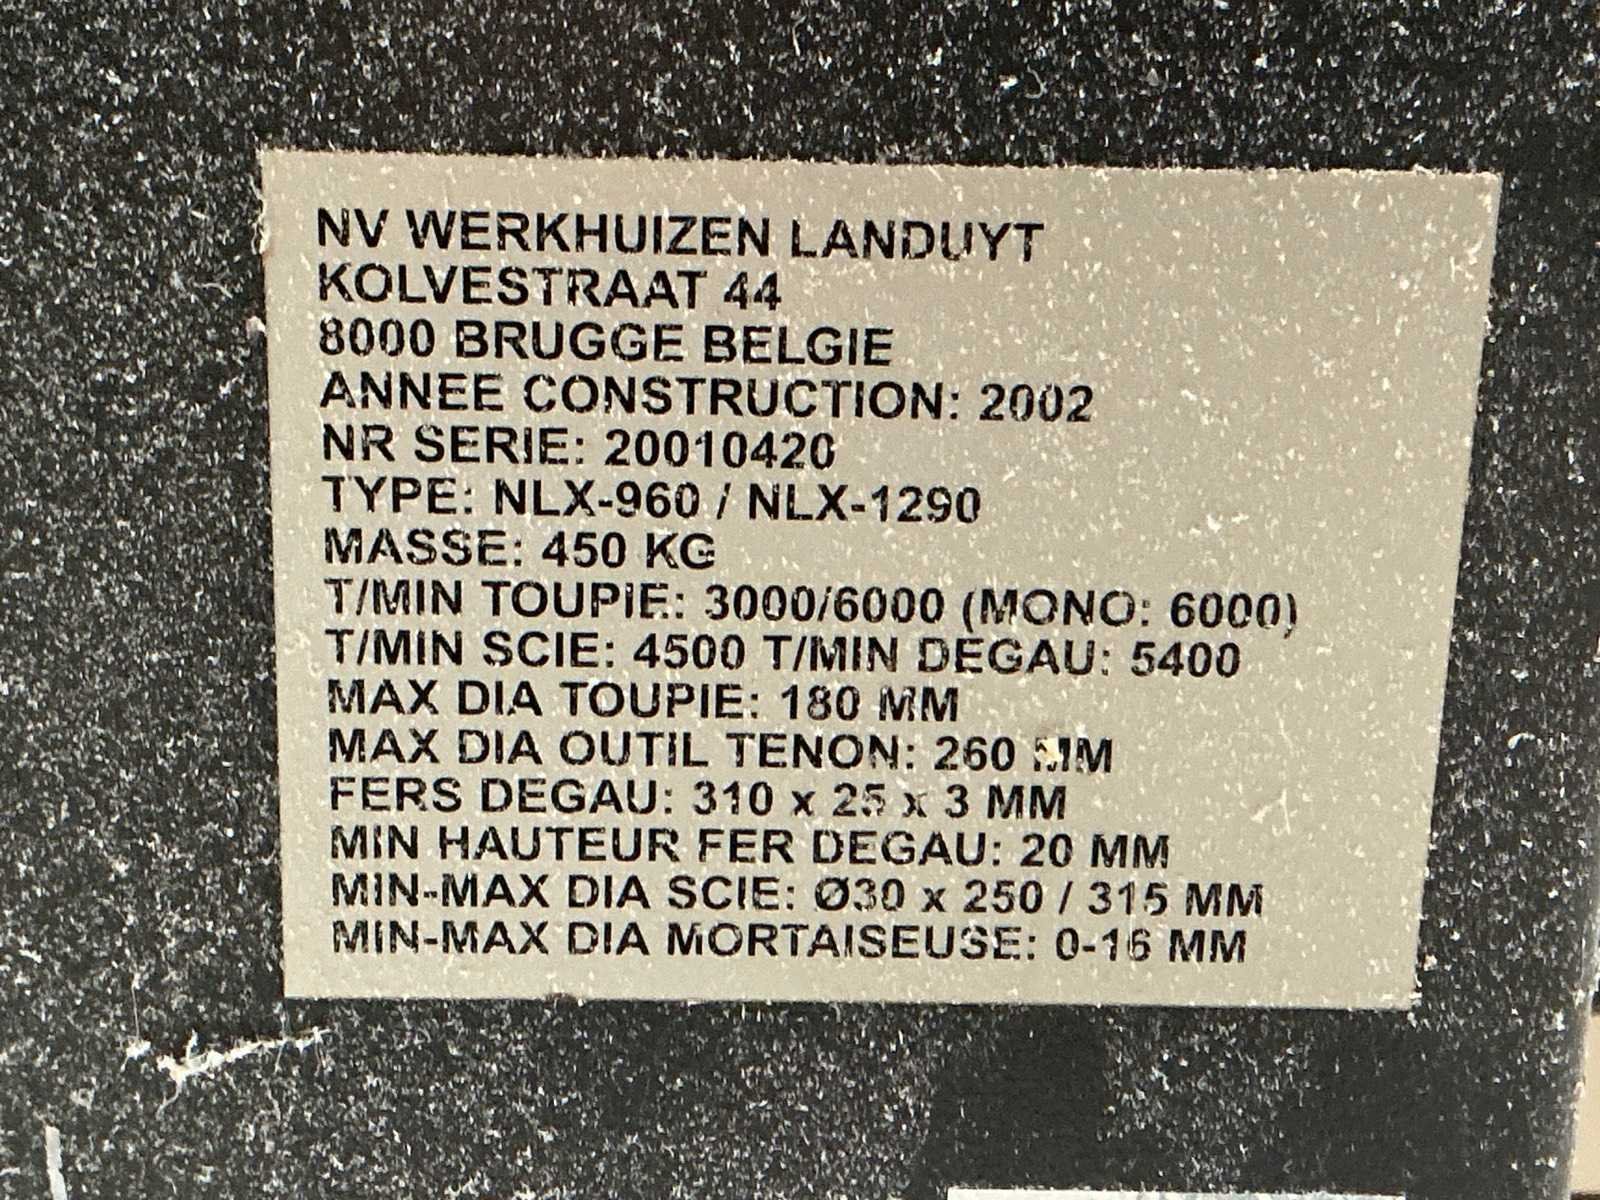 NV WERKHUIZEN LANDUYT
KOLVESTRAAT 44
8000 BRUGGE BELGIE
ANNEE CONSTRUCTION: 2002
NR SERIE: 20010420
TYPE: NLX-960 / NLX-1290
MASSE: 450 KG
T/MIN TOUPIE: 3000/6000 (MONO: 6000)
T/MIN SCIE: 4500 T/MIN DEGAU: 5400
MAX DIA TOUPIE: 180 MM
MAX DIA OUTIL TENON: 260 MM
FERS DEGAU: 310 x 25 x 3 MM
MIN HAUTEUR FER DEGAU: 20 MM
MIN-MAX DIA SCIE: Ø30 x 250 / 315 MM
MIN-MAX DIA MORTAISEUSE: 0-16 MM